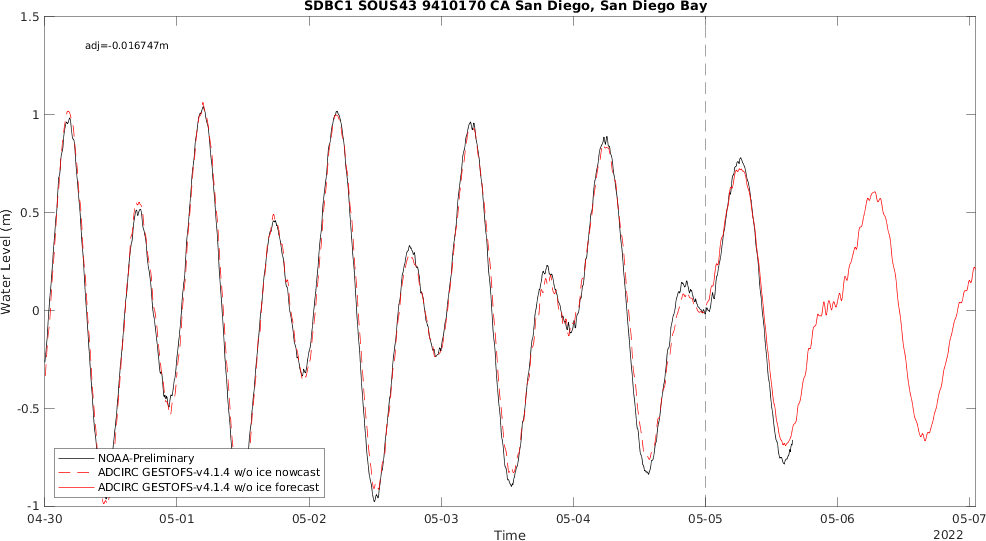 SDBC1 SOUS43 9410170 CA San Diego, San Diego Bay
adj=-0.016747m
Water Level (m)
1.5
1
0.5
0
-0.5
-1
NOAA-Preliminary
ADCIRC GESTOFS-v4.1.4 w/o ice nowcast
ADCIRC GESTOFS-v4.1.4 w/o ice forecast
04-30 05-01 05-02 05-03 05-04 05-05 05-06 05-07
Time
2022